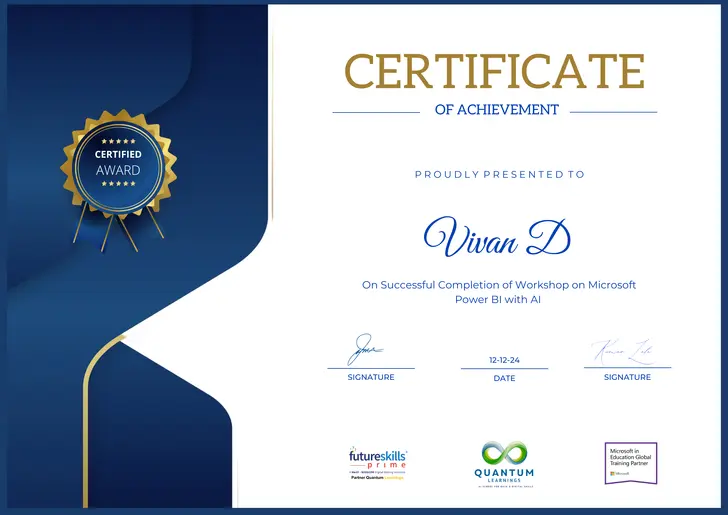 CERTIFICATE
OF ACHIEVEMENT
CERTIFIED
AWARD
PROUDLY PRESENTED TO
Vivan D
On Successful Completion of Workshop on Microsoft
Power BI with AI
12-12-24
SIGNATURE
DATE
SIGNATURE
futureskills
prime
Partner Quantum Learnings
QUANTUM
LEARNINGS
Microsoft in
Education Global
Training Partner
Microsoft